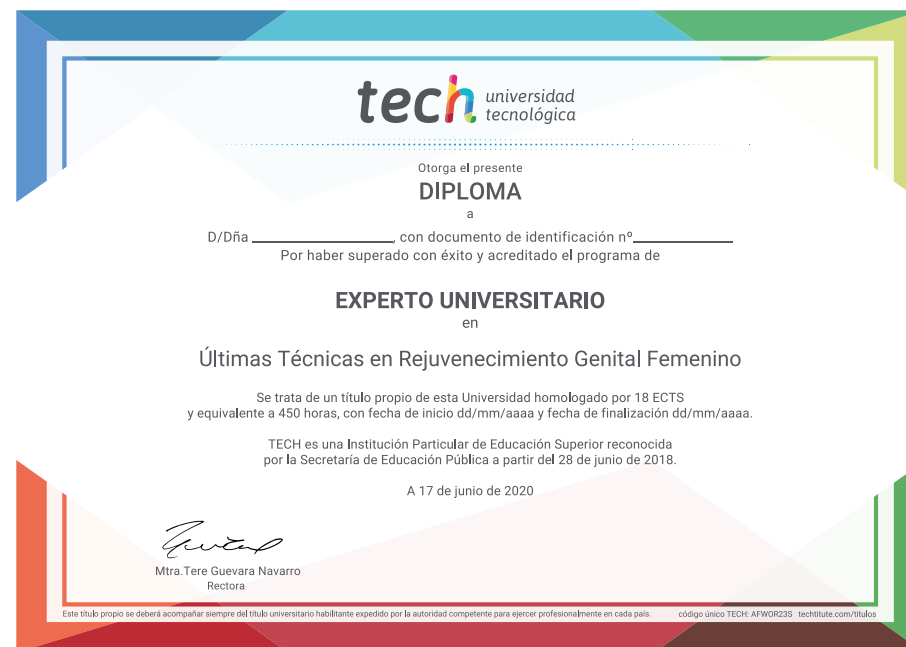 tech universidad
tecnológica
Otorga el presente
DIPLOMA
a
D/Dña ____________________, con documento de identificación nº______________
Por haber superado con éxito y acreditado el programa de
EXPERTO UNIVERSITARIO
en
Últimas Técnicas en Rejuvenecimiento Genital Femenino
Se trata de un título propio de esta Universidad homologado por 18 ECTS
y equivalente a 450 horas, con fecha de inicio dd/mm/aaaa y fecha de finalización dd/mm/aaaa.
TECH es una Institución Particular de Educación Superior reconocida
por la Secretaría de Educación Pública a partir del 28 de junio de 2018.
A 17 de junio de 2020
Mtra.Tere Guevara Navarro
Rectora
Este título propio se deberá acompañar siempre del título universitario habilitante expedido por la autoridad competente para ejercer profesionalmente en cada país. código único TECH: AFWOR23S techtitute.com/titulos